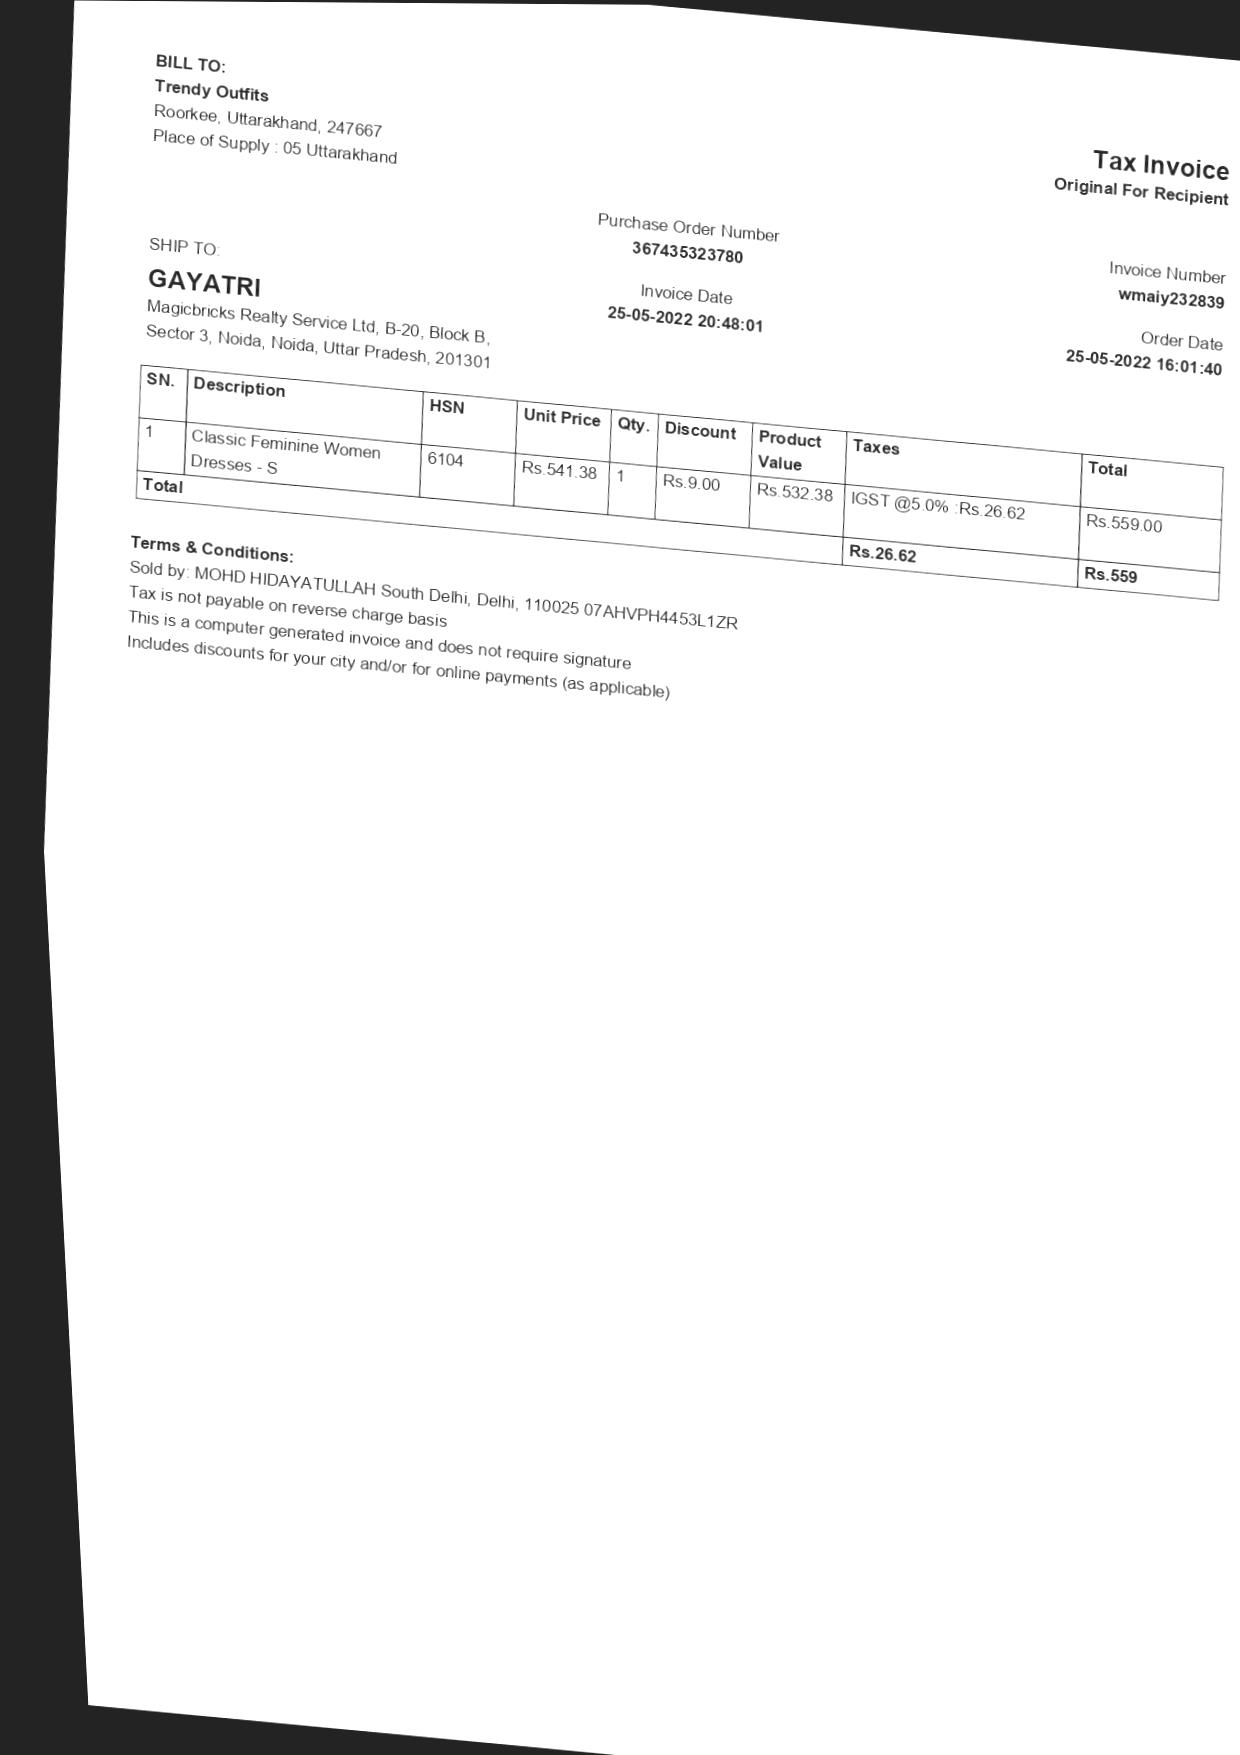 BILL TO:
Trendy Outfits
Roorkee, Uttarakhand, 247667
Place of Supply : 05 Uttarakhand
Tax Invoice
Original For Recipient
SHIP TO:
GAYATRI
Magicbricks Realty Service Ltd, B-20, Block B,
Sector 3, Noida, Noida, Uttar Pradesh, 201301
Purchase Order Number
367435323780
Invoice Date
25-05-2022 20:48:01
Invoice Number
wmaiy232839
Order Date
25-05-2022 16:01:40
SN. Description HSN Unit Price Qty. Discount Product Value Taxes Total
1 Classic Feminine Women Dresses - S 6104 Rs.541.38 1 Rs.9.00 Rs.532.38 IGST @5.0% :Rs.26.62 Rs.559.00
Total Rs.26.62 Rs.559
Terms & Conditions:
Sold by: MOHD HIDAYATULLAH South Delhi, Delhi, 110025 07AHVPH4453L1ZR
Tax is not payable on reverse charge basis
This is a computer generated invoice and does not require signature
Includes discounts for your city and/or for online payments (as applicable)